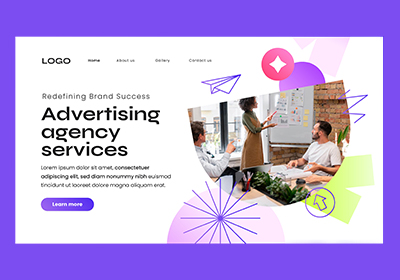 LOGO
Home About us Gallery Contact us
Redefining Brand Success
Advertising
agency
services
Lorem ipsum dolor sit amet, consectetuer
adipiscing elit, sed diam nonummy nibh euismod
tincidunt ut laoreet dolore magna aliquam erat.
Learn more